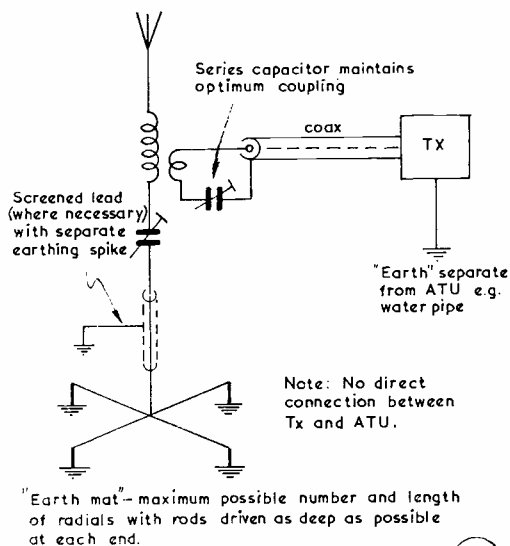 Series capacitor maintains
optimum coupling
coax
Tx
Screened lead
(where necessary)
with separate
earthing spike
"Earth" separate
from ATU e.g.
water pipe
Note: No direct
connection between
Tx and ATU.
"Earth mat"- maximum possible number and length
of radials with rods driven as deep as possible
at each end.